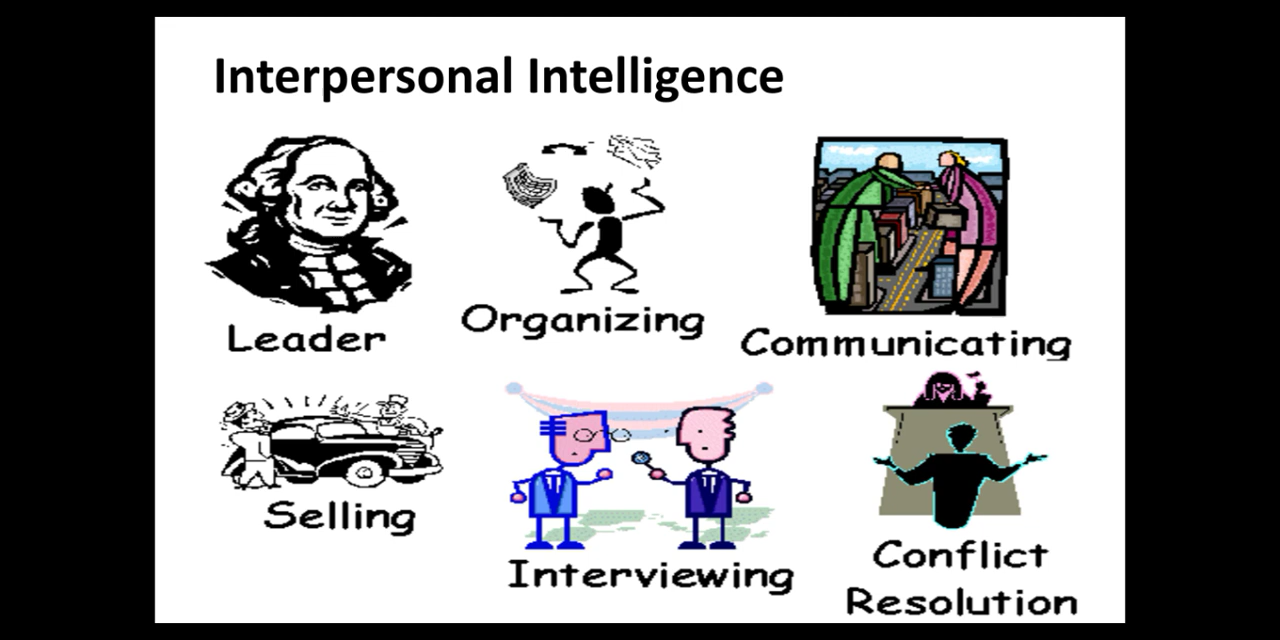 Interpersonal Intelligence
Leader
Organizing
Communicating
Selling
Interviewing
Conflict
Resolution